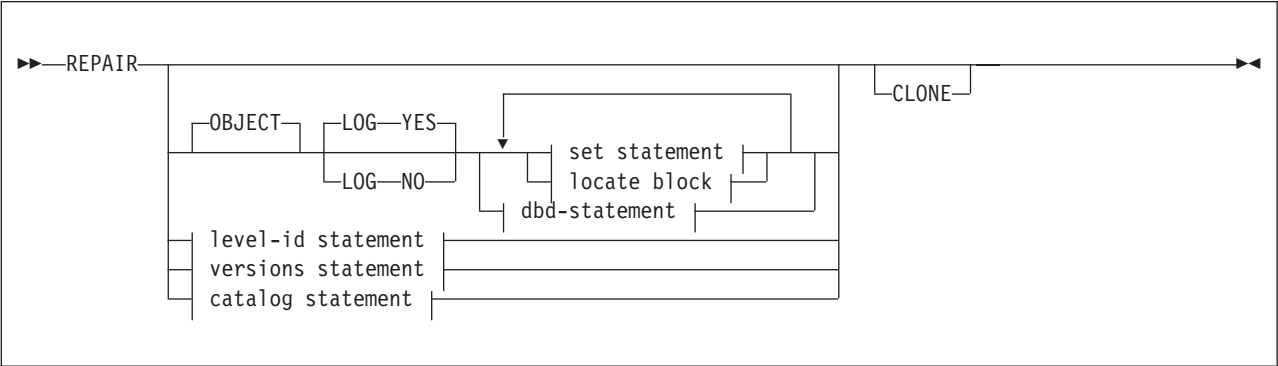 REPAIR
CLONE
OBJECT LOG YES
set statement
LOG NO locate block
dbd-statement
level-id statement
versions statement
catalog statement